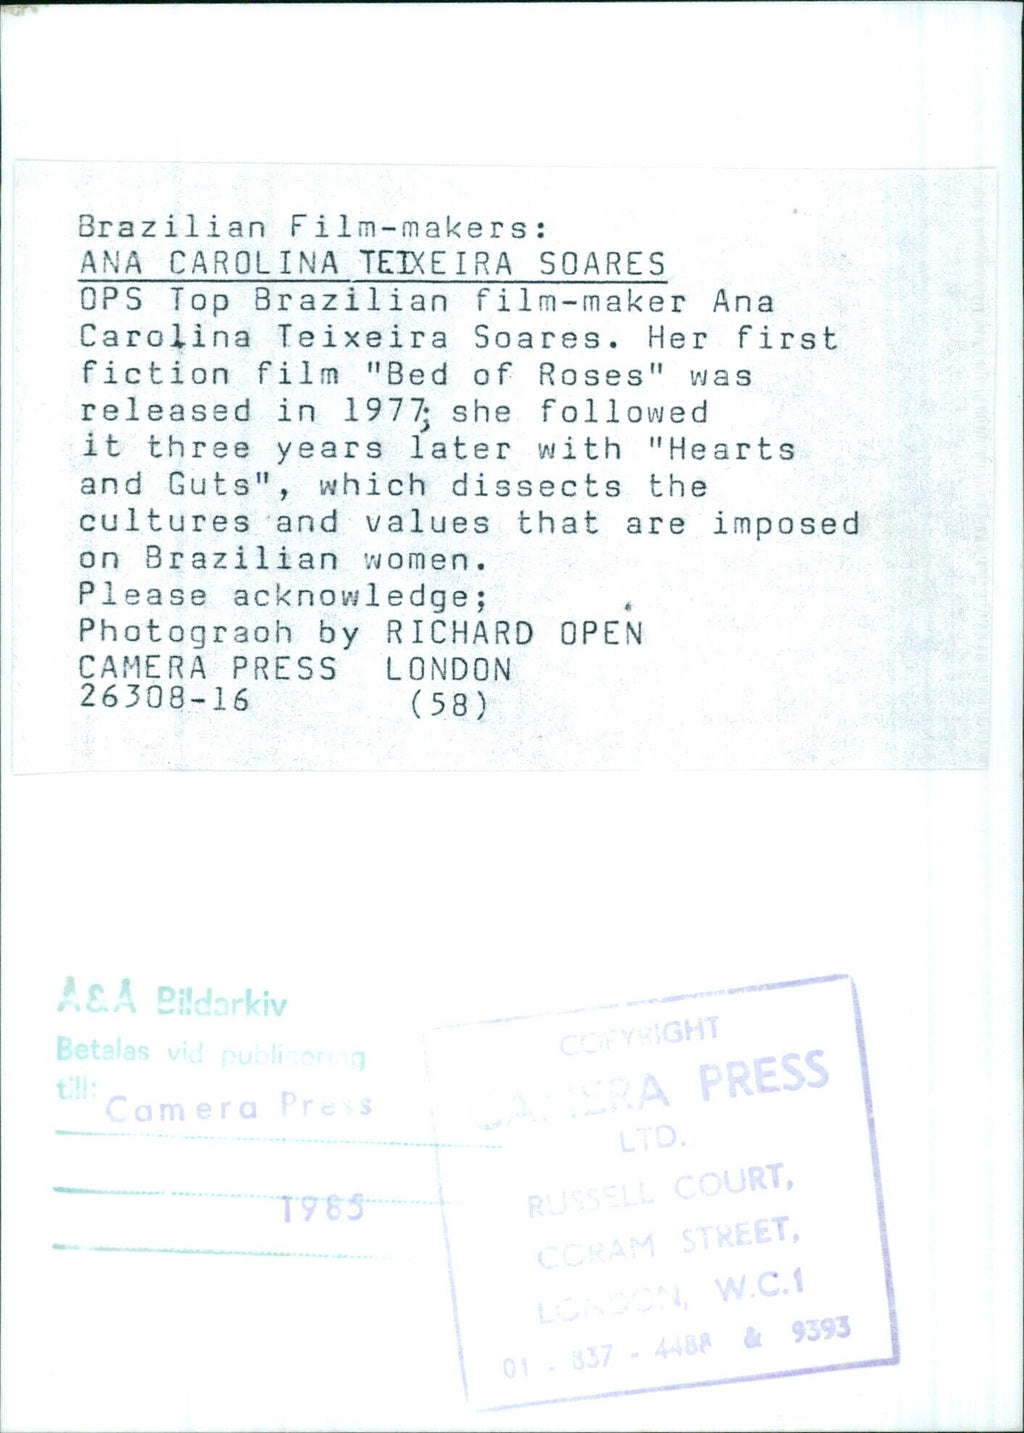 Brazilian Film-makers:
ANA CAROLINA TEIXEIRA SOARES
OPS Top Brazilian film-maker Ana
Carolina Teixeira Soares. Her first
fiction film "Bed of Roses" was
released in 1977; she followed
it three years later with "Hearts
and Guts", which dissects the
cultures and values that are imposed
on Brazilian women.
Please acknowledge;
Photograoh by RICHARD OPEN
CAMERA PRESS LONDON
26308-16 (58)
A&A Bildarkiv
Betalas vid publicering
till:
Camera Press
1985
COPYRIGHT
CAMERA PRESS
LTD.
RUSSELL COURT,
CORAM STREET,
LONDON, W.C.1
01 - 837 - 4488 & 9393